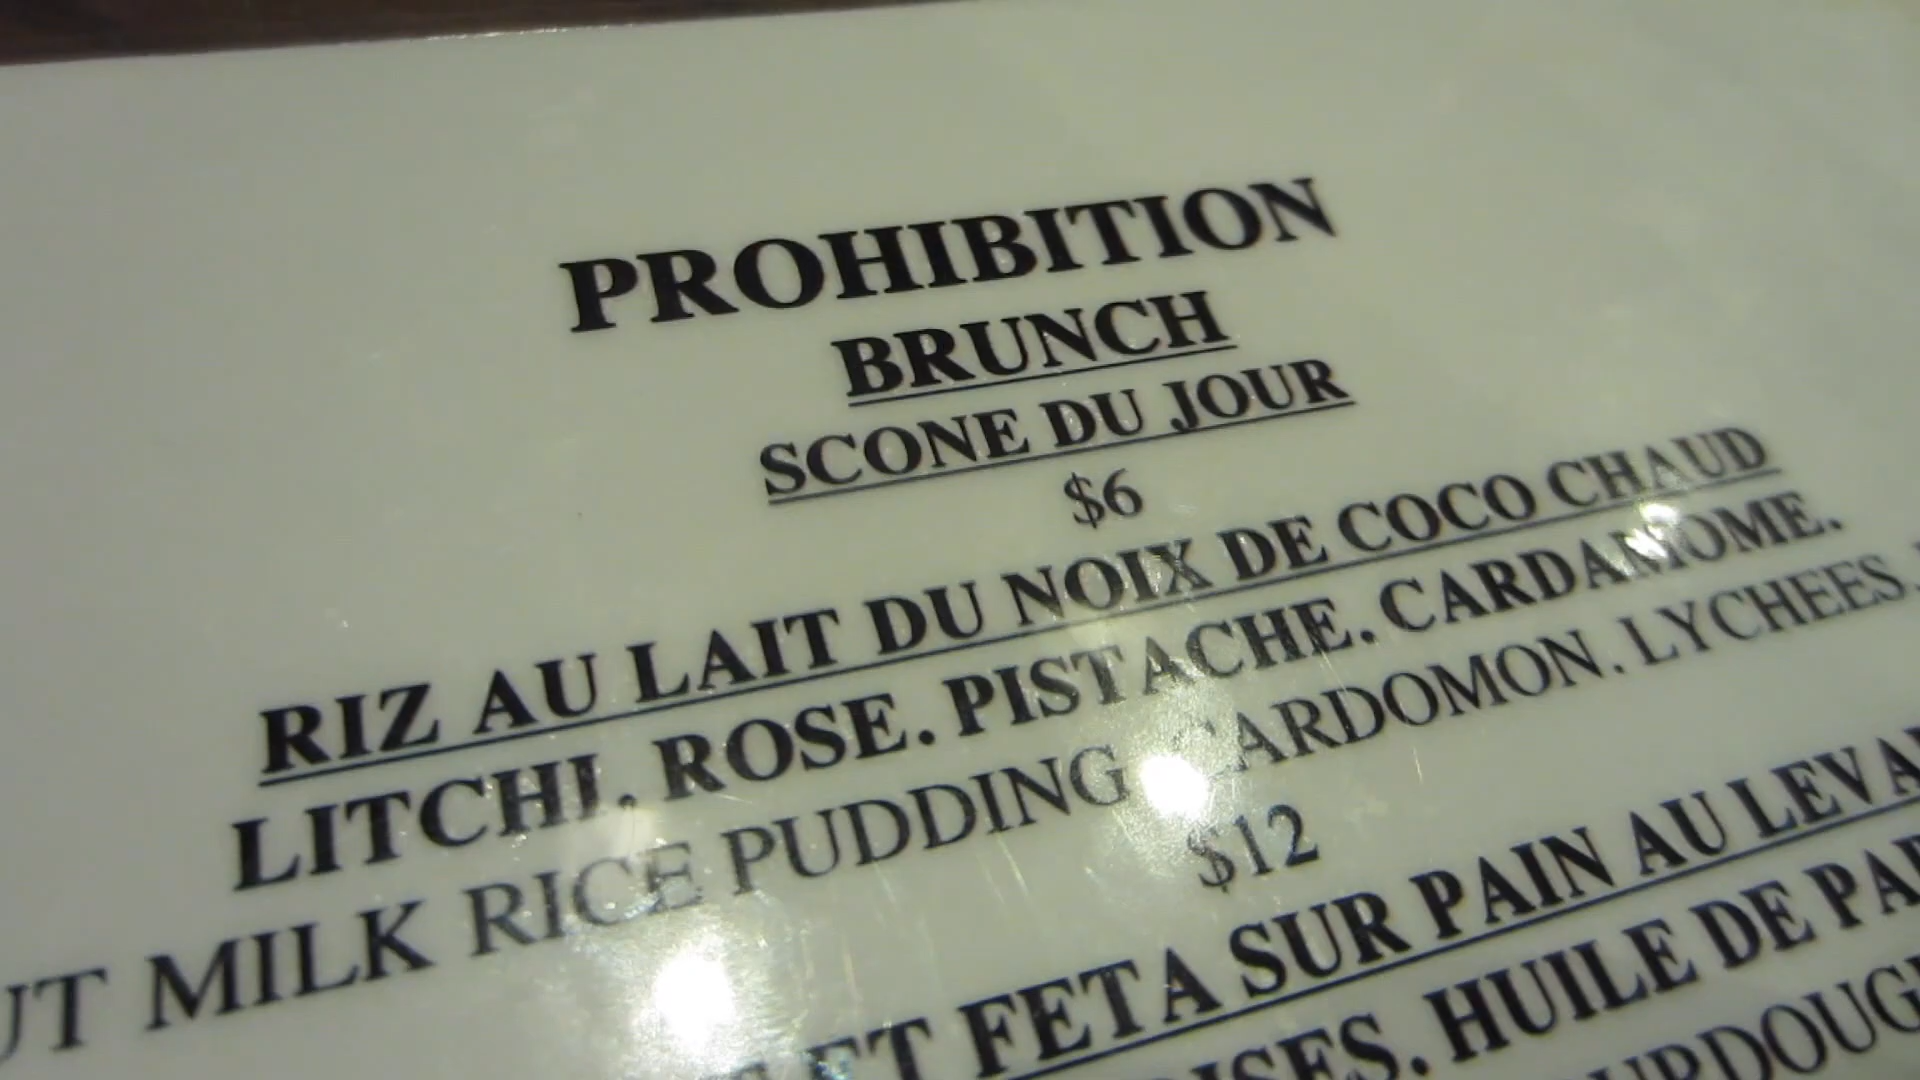 PROHIBITION
BRUNCH
SCONE DU JOUR
$6
RIZ AU LAIT DU NOIX DE COCO CHAUD
LITCHI. ROSE. PISTACHE. CARDAMOME.
UT MILK RICE PUDDING. CARDOMON. LYCHEES.
$12
ET FETA SUR PAIN AU LEVA
ISES. HUILE DE PA
URDOUG